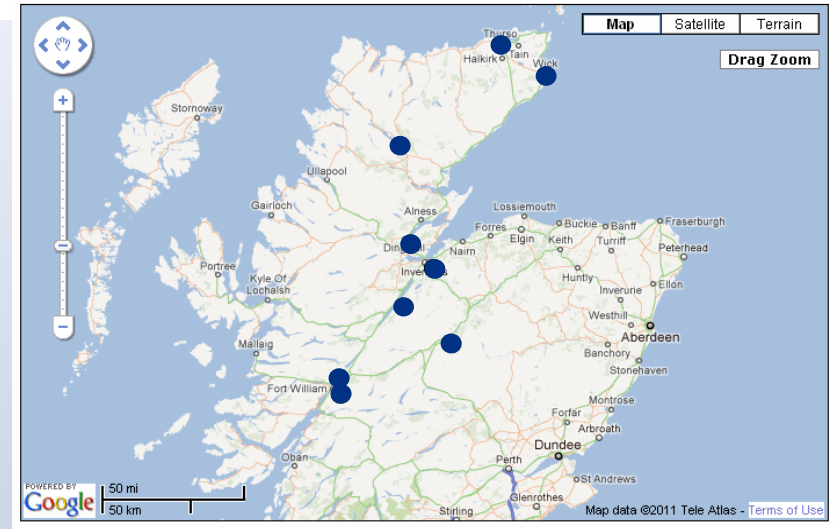 Map Satellite Terrain
Drag Zoom
Thurso
Halkirk Tain
Wick
Stornoway
Ullapool
Gairloch
Alness
Lossiemouth
Fraserburgh
Buckie Banff
Forres
Elgin Keith Turriff
Peterhead
Nairn
Portree
Kyle Of
Lochalsh
Huntly
Ellon
Inverurie
Westhill
Aberdeen
Mallaig
Banchory
Stonehaven
Fort William
Montrose
Forfar
Arbroath
Dundee
Oban
Perth
St Andrews
Glenrothes
Stirling
POWERED BY
Google
50 mi
50 km
Map data ©2011 Tele Atlas - Terms of Use